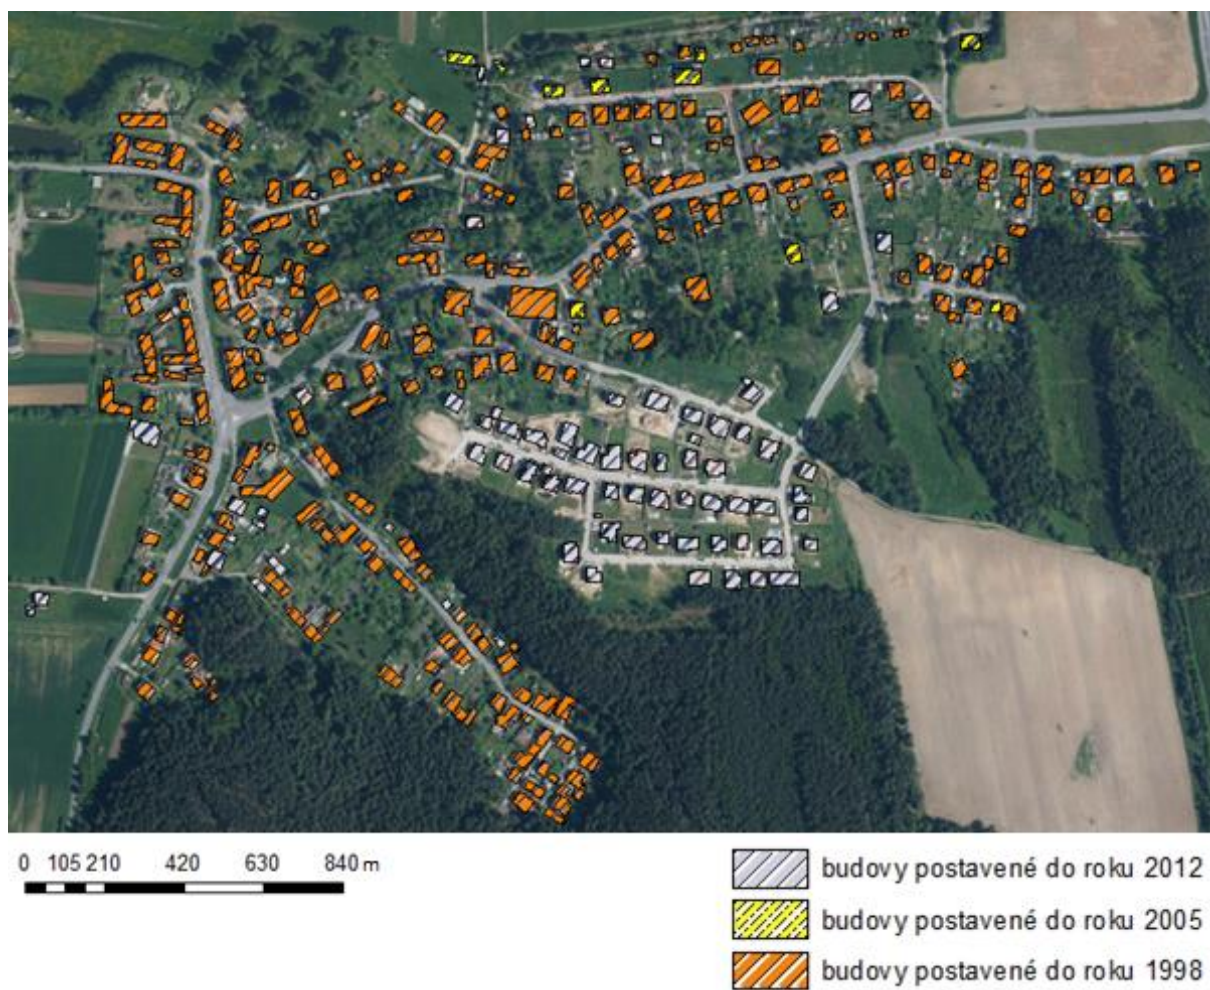 0 105 210 420 630 840 m
budovy postavené do roku 2012
budovy postavené do roku 2005
budovy postavené do roku 1998